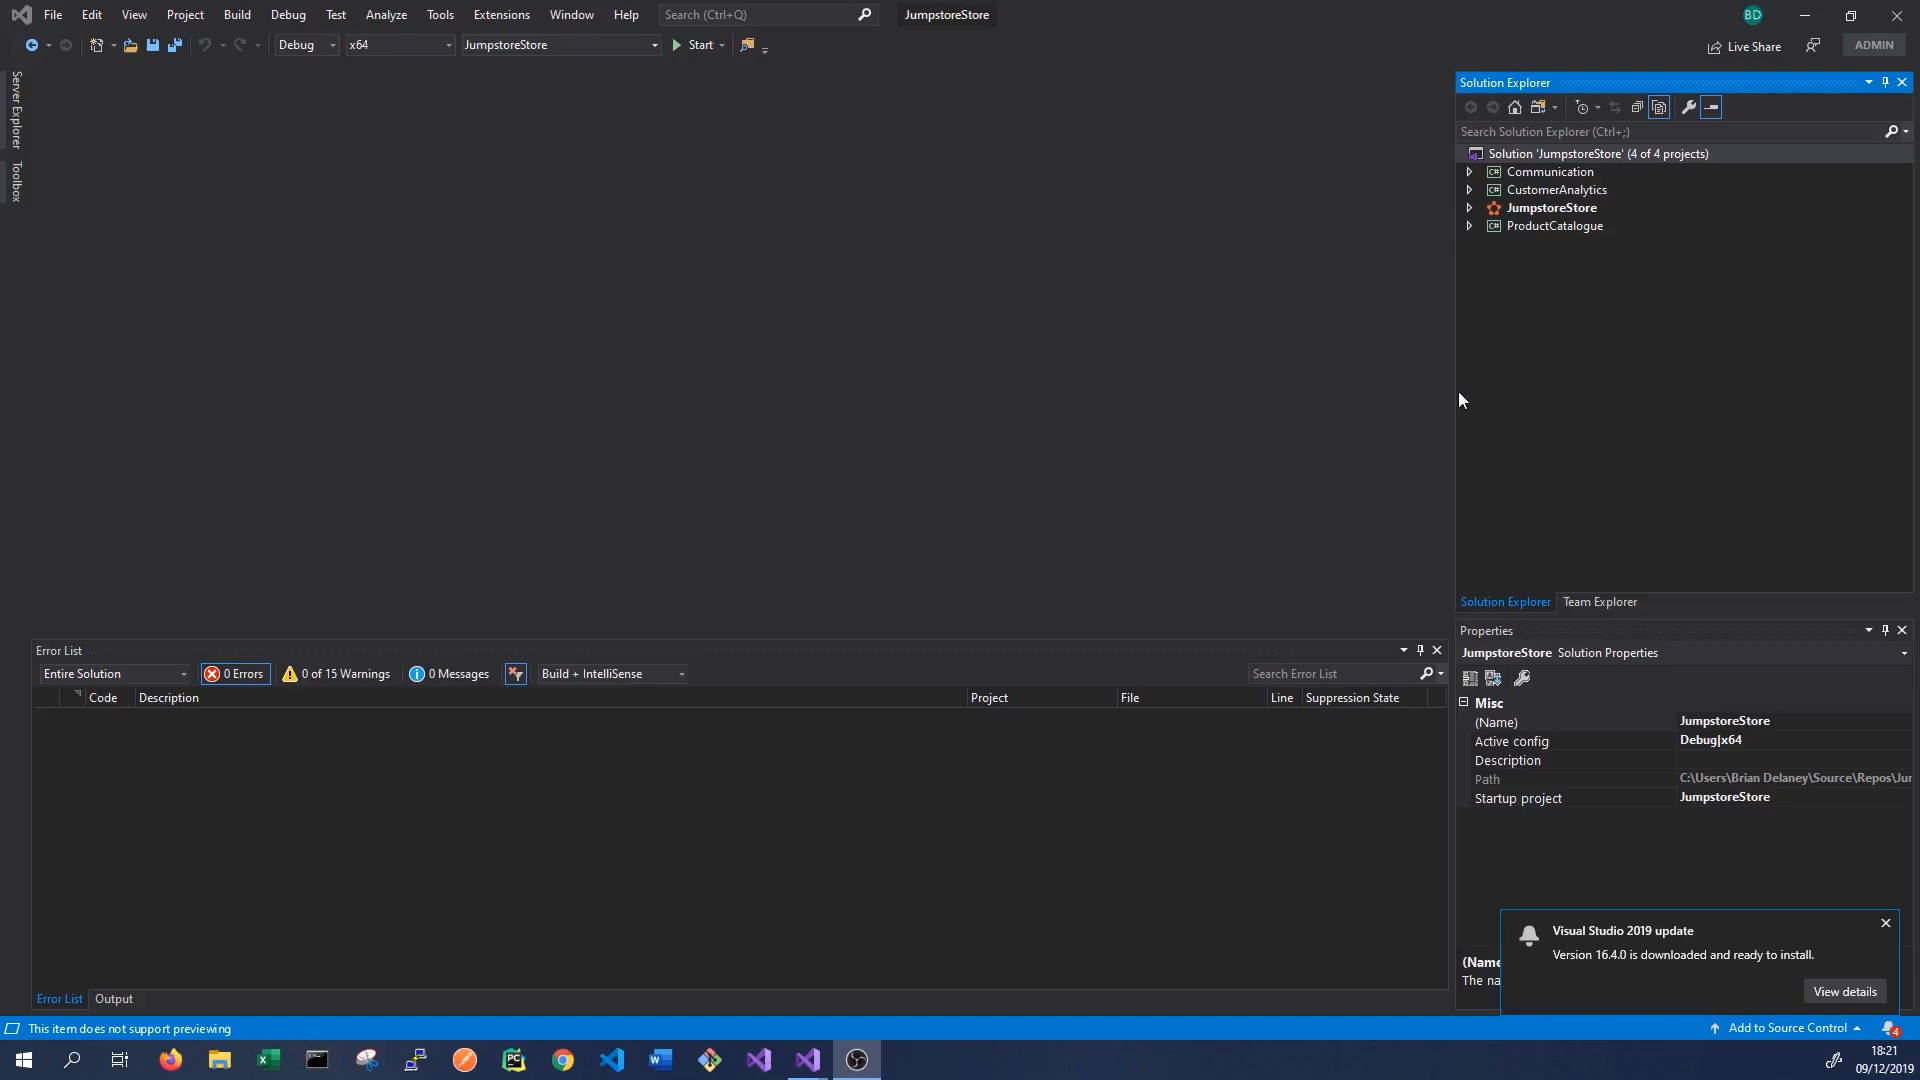 File Edit View Project Build Debug Test Analyze Tools Extensions Window Help Search (Ctrl+Q) JumpstoreStore BD
Debug x64 JumpstoreStore Start Live Share ADMIN
Server Explorer
Toolbox
Solution Explorer
Search Solution Explorer (Ctrl+;)
Solution 'JumpstoreStore' (4 of 4 projects)
C# Communication
C# CustomerAnalytics
JumpstoreStore
C# ProductCatalogue
Solution Explorer Team Explorer
Error List
Entire Solution 0 Errors 0 of 15 Warnings 0 Messages Build + IntelliSense Search Error List
Code Description Project File Line Suppression State
Error List Output
Properties
JumpstoreStore Solution Properties
Misc
(Name) JumpstoreStore
Active config Debug|x64
Description
Path C:\Users\Brian Delaney\Source\Repos\Jur
Startup project JumpstoreStore
(Name
The na
Visual Studio 2019 update
Version 16.4.0 is downloaded and ready to install.
View details
This item does not support previewing Add to Source Control 4
18:21
09/12/2019